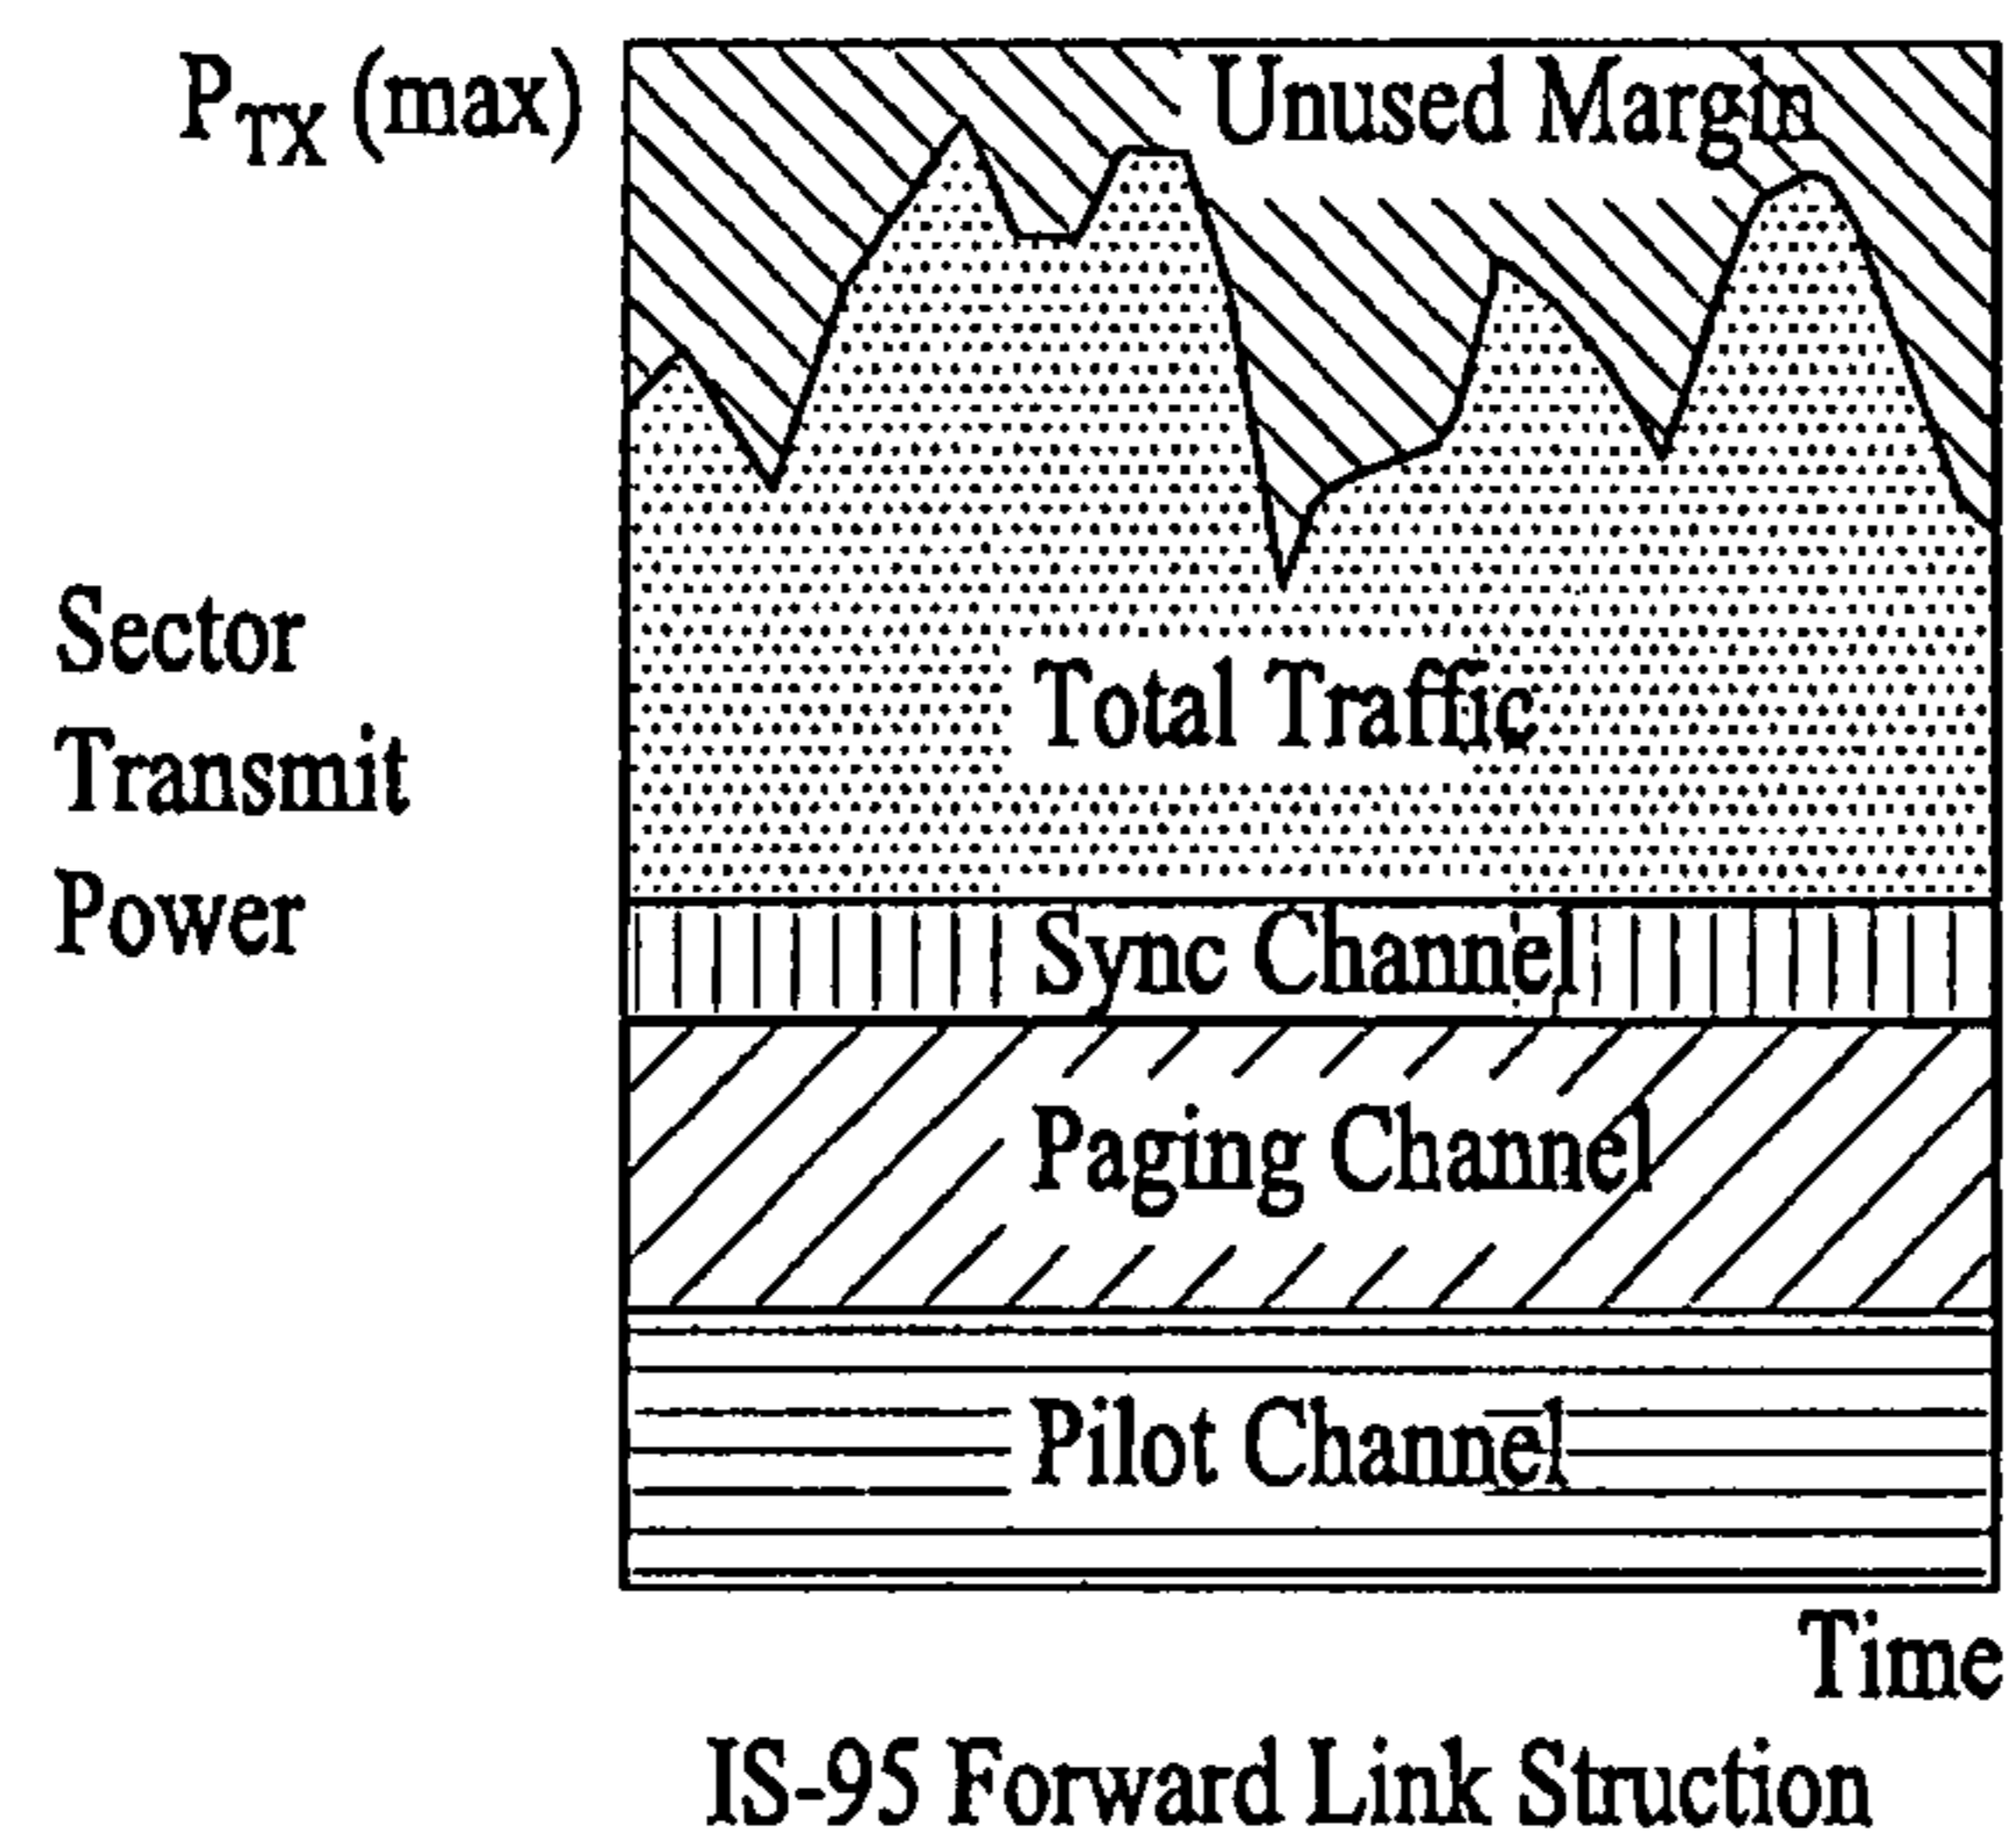 P_TX (max)
Unused Margin
Sector
Transmit
Power
Total Traffic
Sync Channel
Paging Channel
Pilot Channel
Time
IS-95 Forward Link Struction